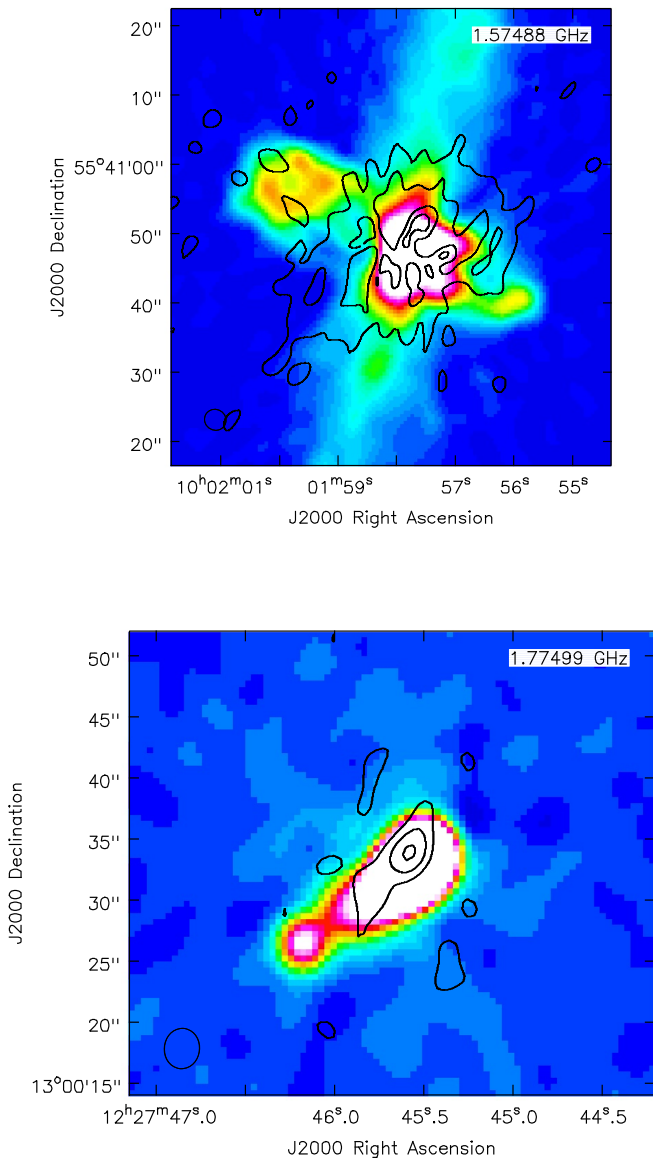 1.57488 GHz
20"
10"
55°41'00"
50"
40"
30"
20"
J2000 Declination
10ʰ02ᵐ01ˢ 01ᵐ59ˢ 57ˢ 56ˢ 55ˢ
J2000 Right Ascension
1.77499 GHz
50"
45"
40"
35"
30"
25"
20"
13°00'15"
J2000 Declination
12ʰ27ᵐ47ˢ.0 46ˢ.0 45ˢ.5 45ˢ.0 44ˢ.5
J2000 Right Ascension